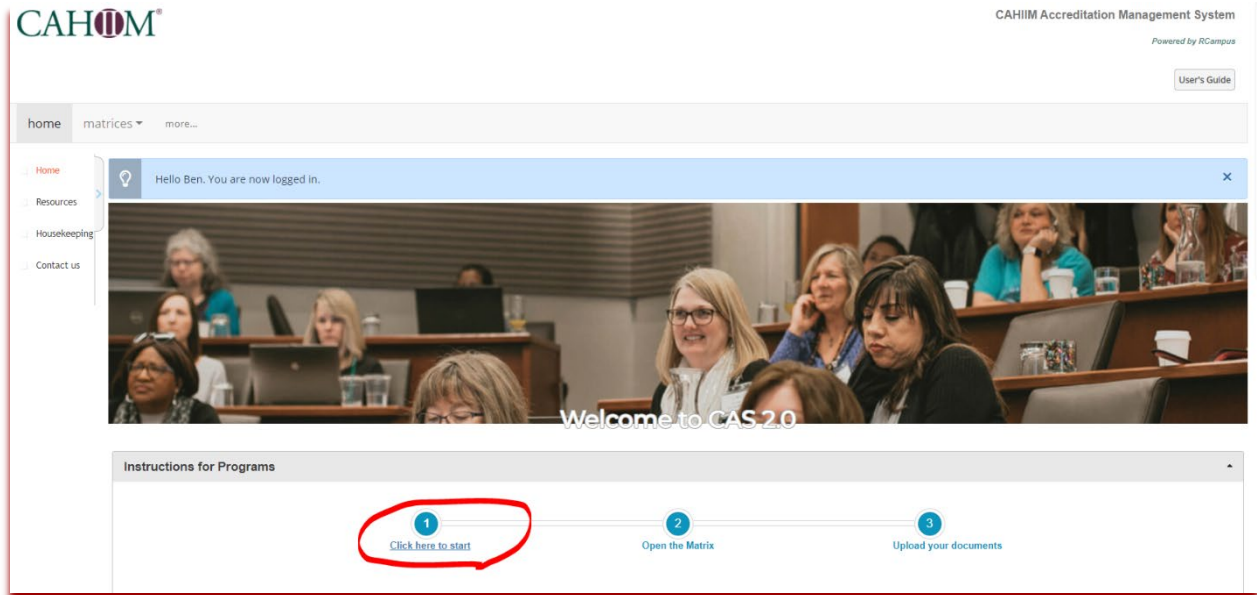 CAHIIM®
CAHIIM Accreditation Management System
Powered by RCampus
User's Guide
home matrices more...
Home
Resources
Housekeeping
Contact us
Hello Ben. You are now logged in.
Welcome to CAS 2.0
Instructions for Programs
1 2 3
Click here to start Open the Matrix Upload your documents